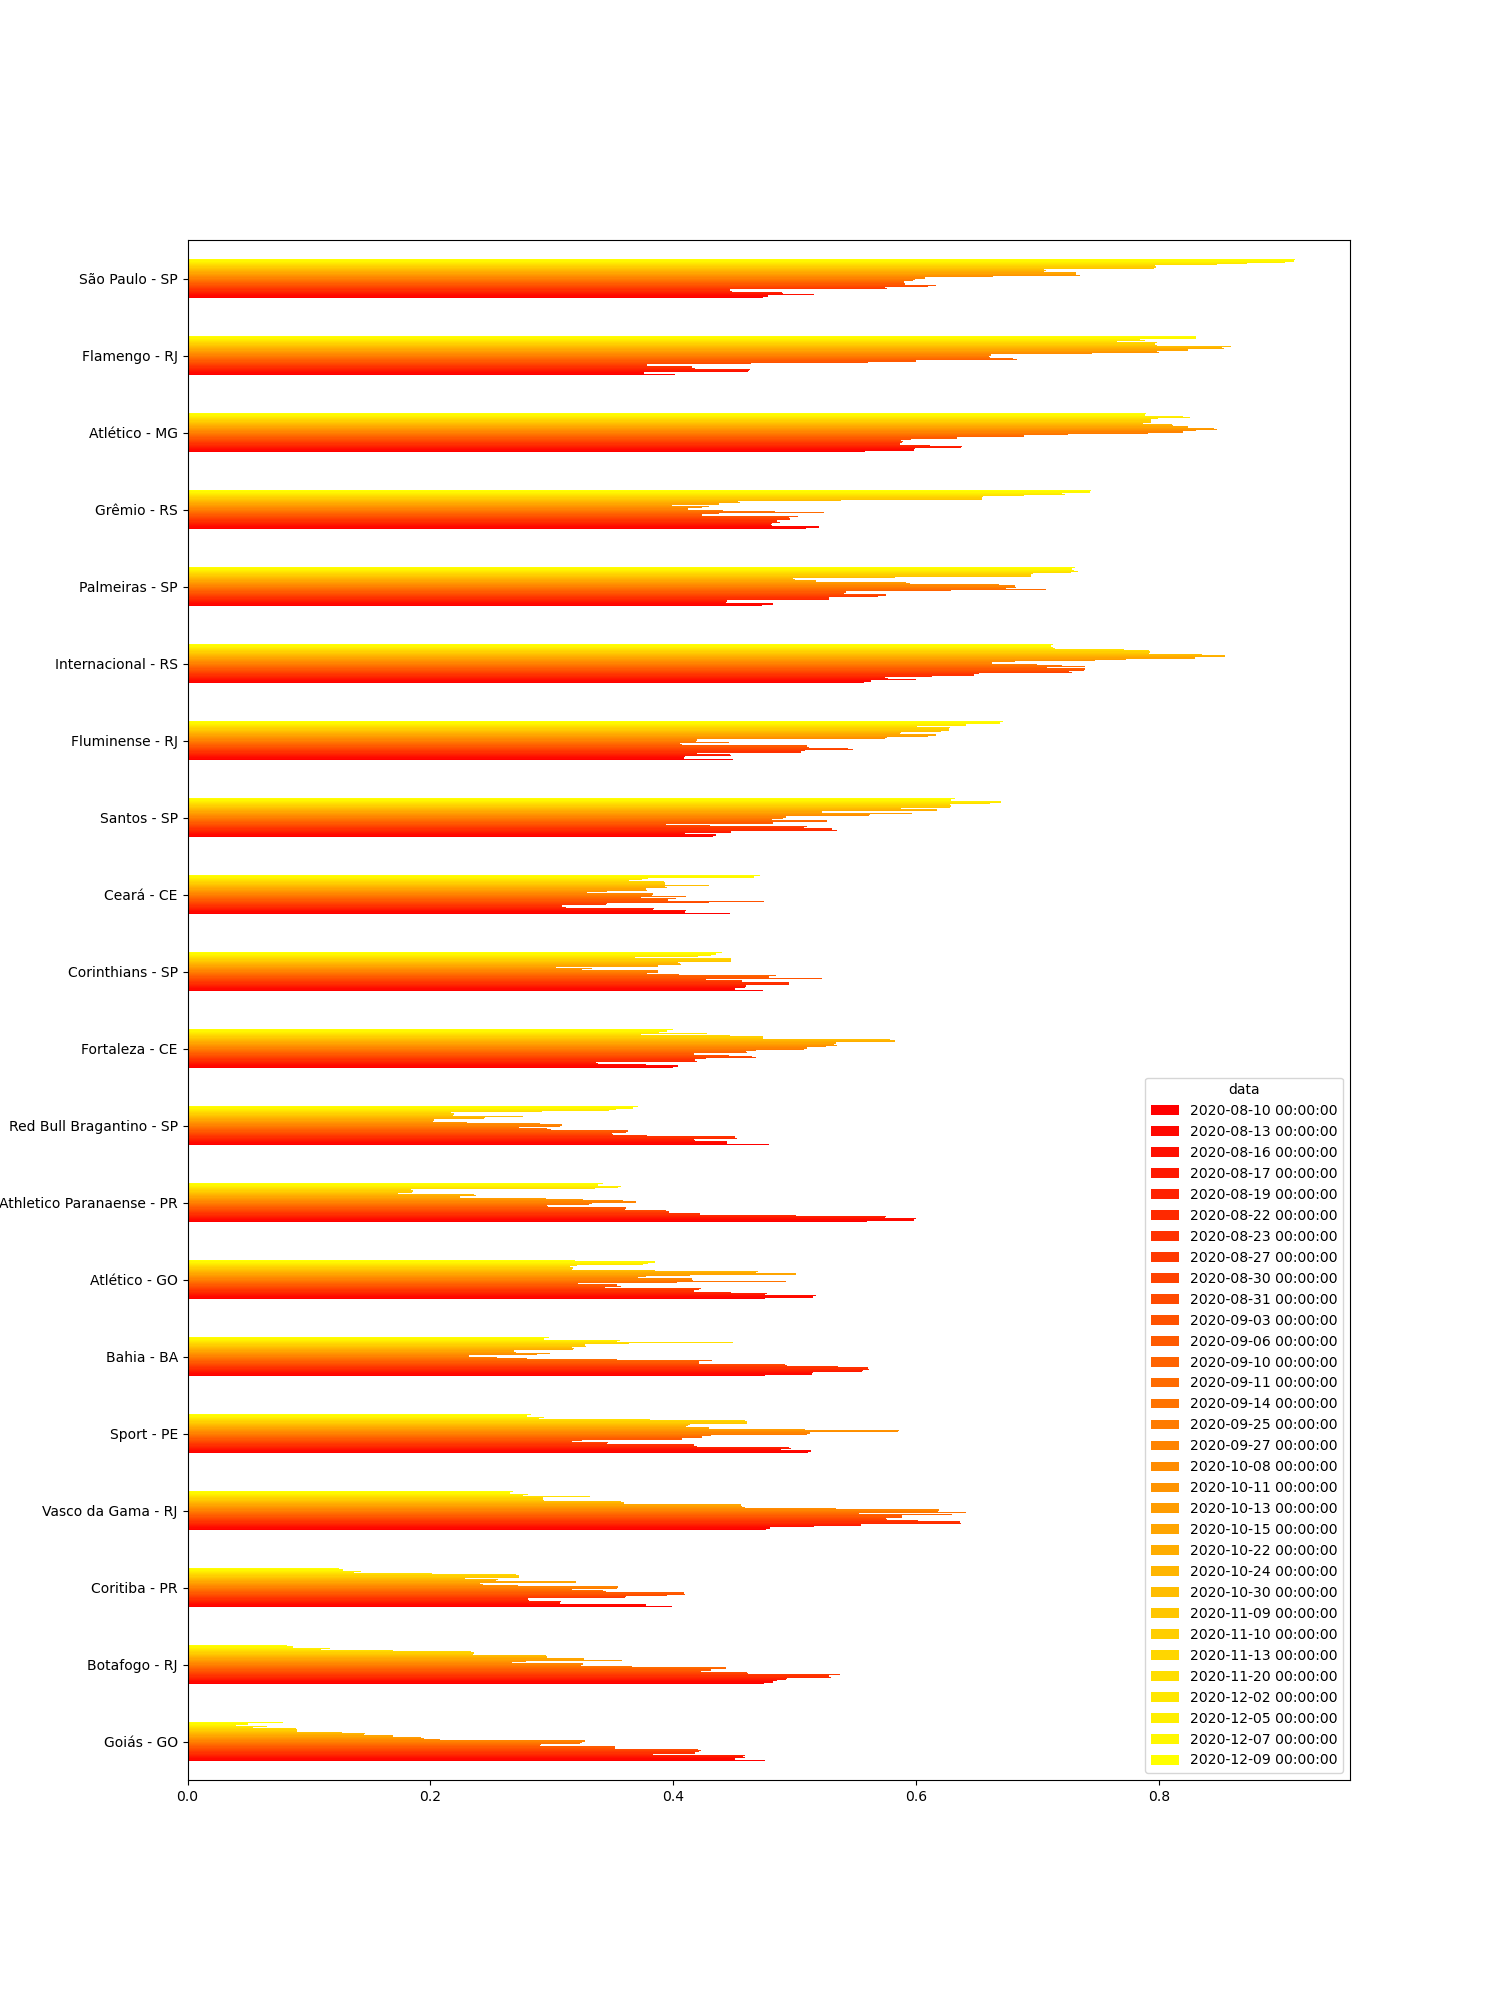 São Paulo - SP
Flamengo - RJ
Atlético - MG
Grêmio - RS
Palmeiras - SP
Internacional - RS
Fluminense - RJ
Santos - SP
Ceará - CE
Corinthians - SP
Fortaleza - CE
Red Bull Bragantino - SP
Athletico Paranaense - PR
Atlético - GO
Bahia - BA
Sport - PE
Vasco da Gama - RJ
Coritiba - PR
Botafogo - RJ
Goiás - GO
0.0 0.2 0.4 0.6 0.8
data
2020-08-10 00:00:00
2020-08-13 00:00:00
2020-08-16 00:00:00
2020-08-17 00:00:00
2020-08-19 00:00:00
2020-08-22 00:00:00
2020-08-23 00:00:00
2020-08-27 00:00:00
2020-08-30 00:00:00
2020-08-31 00:00:00
2020-09-03 00:00:00
2020-09-06 00:00:00
2020-09-10 00:00:00
2020-09-11 00:00:00
2020-09-14 00:00:00
2020-09-25 00:00:00
2020-09-27 00:00:00
2020-10-08 00:00:00
2020-10-11 00:00:00
2020-10-13 00:00:00
2020-10-15 00:00:00
2020-10-22 00:00:00
2020-10-24 00:00:00
2020-10-30 00:00:00
2020-11-09 00:00:00
2020-11-10 00:00:00
2020-11-13 00:00:00
2020-11-20 00:00:00
2020-12-02 00:00:00
2020-12-05 00:00:00
2020-12-07 00:00:00
2020-12-09 00:00:00